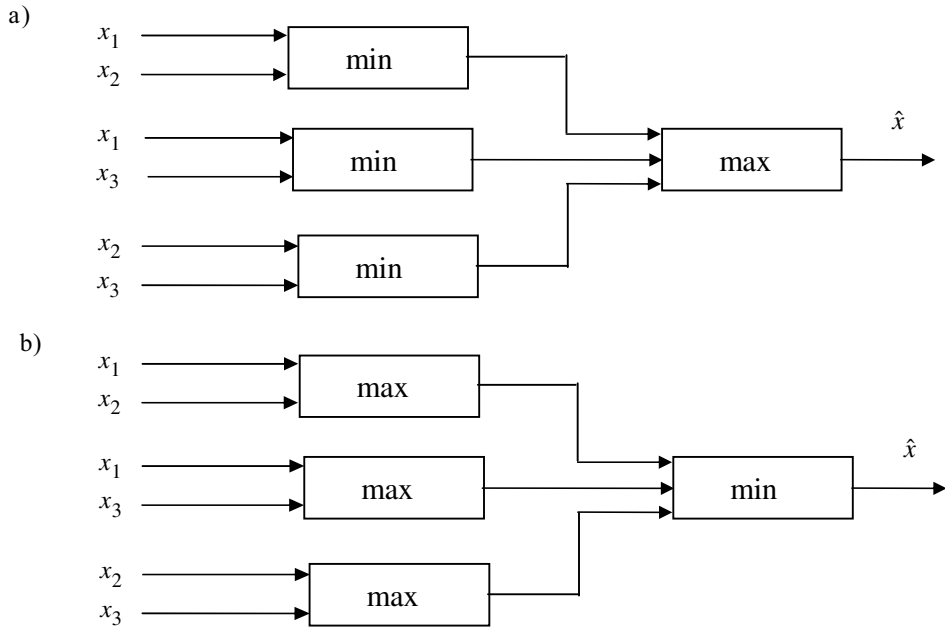 a)
x₁
x₂
min
x₁
x₃
min
x₂
x₃
min
max
x̂
b)
x₁
x₂
max
x₁
x₃
max
x₂
x₃
max
min
x̂